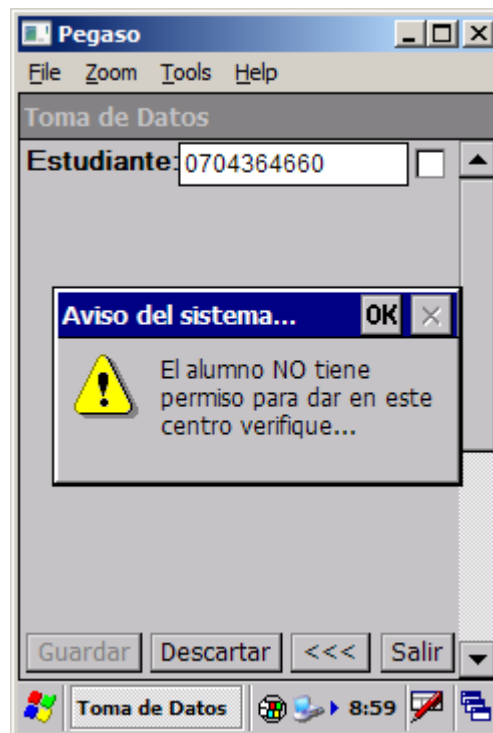 Pegaso
File Zoom Tools Help
Toma de Datos
Estudiante: 0704364660
Aviso del sistema... OK
El alumno NO tiene
permiso para dar en este
centro verifique...
Guardar Descartar <<< Salir
Toma de Datos 8:59